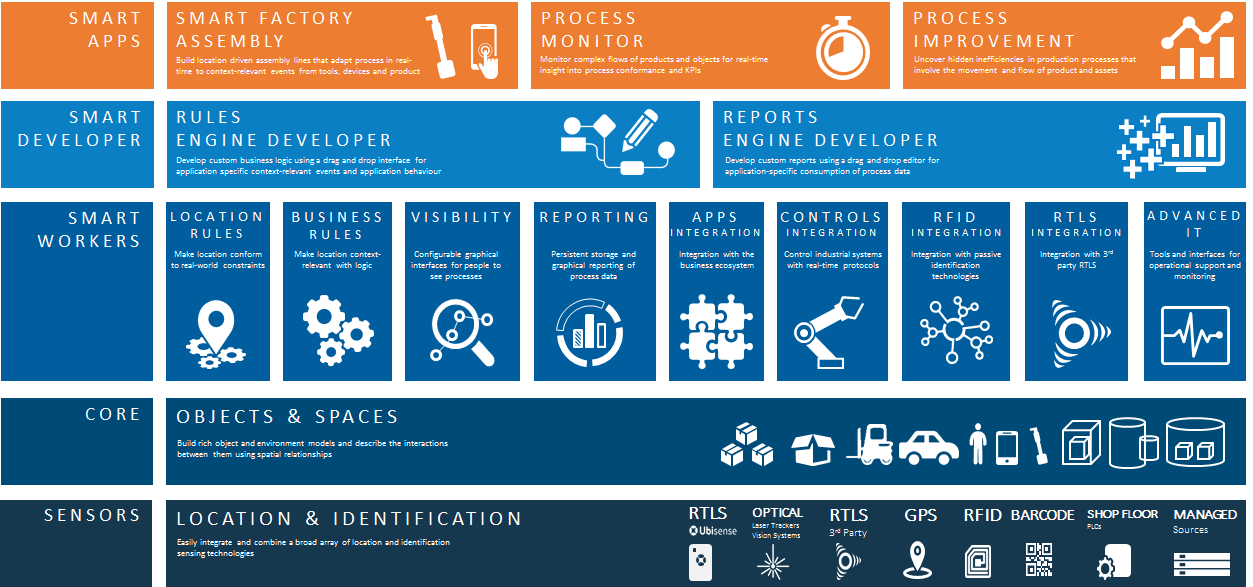 SMART
APPS
SMART FACTORY
ASSEMBLY
Build location driven assembly lines that adapt process in real-
time to context-relevant events from tools, devices and product
PROCESS
MONITOR
Monitor complex flows of products and objects for real-time
insight into process conformance and KPIs
PROCESS
IMPROVEMENT
Uncover hidden inefficiencies in production processes that
involve the movement and flow of product and assets
SMART
DEVELOPER
RULES
ENGINE DEVELOPER
Develop custom business logic using a drag and drop interface for
application specific context-relevant events and application behaviour
REPORTS
ENGINE DEVELOPER
Develop custom reports using a drag and drop editor for
application-specific consumption of process data
SMART
WORKERS
LOCATION
RULES
Make location conform
to real-world constraints
BUSINESS
RULES
Make location context-
relevant with logic
VISIBILITY
Configurable graphical
interfaces for people to
see processes
REPORTING
Persistent storage and
graphical reporting of
process data
APPS
INTEGRATION
Integration with the
business ecosystem
CONTROLS
INTEGRATION
Control industrial systems
with real-time protocols
RFID
INTEGRATION
Integration with passive
identification
technologies
RTLS
INTEGRATION
Integration with 3rd
party RTLS
ADVANCED
IT
Tools and interfaces for
operational support and
monitoring
CORE
OBJECTS & SPACES
Build rich object and environment models and describe the interactions
between them using spatial relationships
SENSORS
LOCATION & IDENTIFICATION
Easily integrate and combine a broad array of location and identification
sensing technologies
RTLS
Ubisense
OPTICAL
Laser Trackers
Vision Systems
RTLS
3rd Party
GPS
RFID
BARCODE
SHOP FLOOR
PLCs
MANAGED
Sources